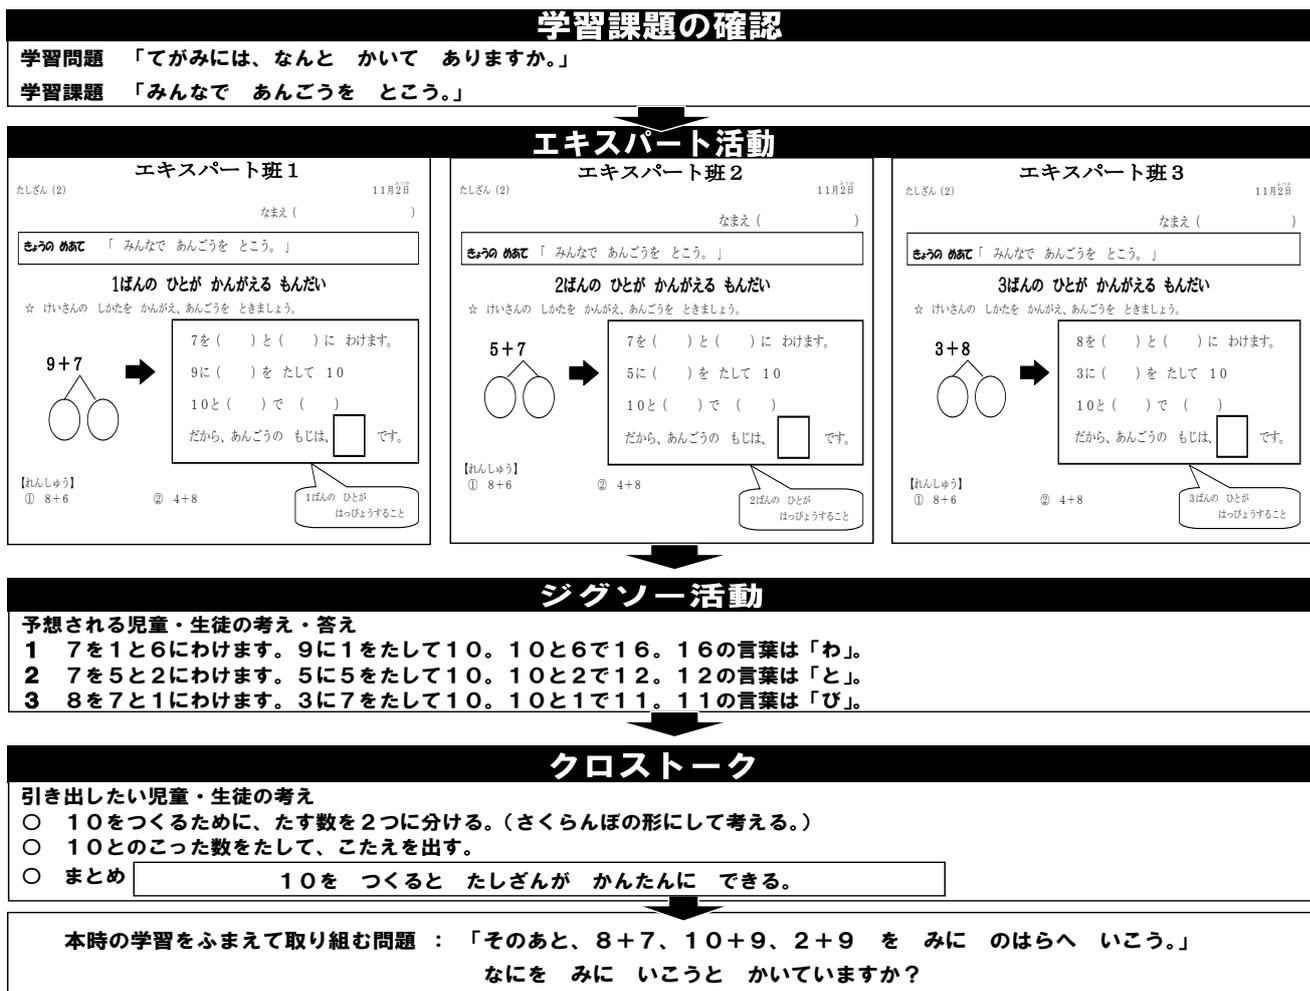 学習課題の確認
学習問題 「てがみには、なんと かいて ありますか。」
学習課題 「みんなで あんごうを とこう。」
エキスパート活動
エキスパート班1
たしざん (2) 11月2日
ふつか
なまえ ( )
きょうの めあて 「 みんなで あんごうを とこう。 」
1ばんの ひとが かんがえる もんだい
☆ けいさんの しかたを かんがえ、あんごうを ときましょう。
9+7
7を ( ) と ( ) に わけます。
9に ( ) を たして 10
10と ( ) で ( )
だから、あんごうの もじは、 です。
【れんしゅう】
① 8+6 ② 4+8
1ばんの ひとが
はっぴょうすること
エキスパート班2
たしざん (2) 11月2日
ふつか
なまえ ( )
きょうの めあて 「 みんなで あんごうを とこう。 」
2ばんの ひとが かんがえる もんだい
☆ けいさんの しかたを かんがえ、あんごうを ときましょう。
5+7
7を ( ) と ( ) に わけます。
5に ( ) を たして 10
10と ( ) で ( )
だから、あんごうの もじは、 です。
【れんしゅう】
① 8+6 ② 4+8
2ばんの ひとが
はっぴょうすること
エキスパート班3
たしざん (2) 11月2日
ふつか
なまえ ( )
きょうの めあて 「 みんなで あんごうを とこう。 」
3ばんの ひとが かんがえる もんだい
☆ けいさんの しかたを かんがえ、あんごうを ときましょう。
3+8
8を ( ) と ( ) に わけます。
3に ( ) を たして 10
10と ( ) で ( )
だから、あんごうの もじは、 です。
【れんしゅう】
① 8+6 ② 4+8
3ばんの ひとが
はっぴょうすること
ジグソー活動
予想される児童・生徒の考え・答え
1 7を1と6にわけます。9に1をたして10。10と6で16。16の言葉は「わ」。
2 7を5と2にわけます。5に5をたして10。10と2で12。12の言葉は「と」。
3 8を7と1にわけます。3に7をたして10。10と1で11。11の言葉は「び」。
クロストーク
引き出したい児童・生徒の考え
○ 10をつくるために、たす数を2つに分ける。(さくらんぼの形にして考える。)
○ 10とのこった数をたして、こたえを出す。
○ まとめ 10を つくると たしざんが かんたんに できる。
本時の学習をふまえて取り組む問題 : 「そのあと、8+7、10+9、2+9 を みに のはらへ いこう。」
なにを みに いこうと かいていますか?